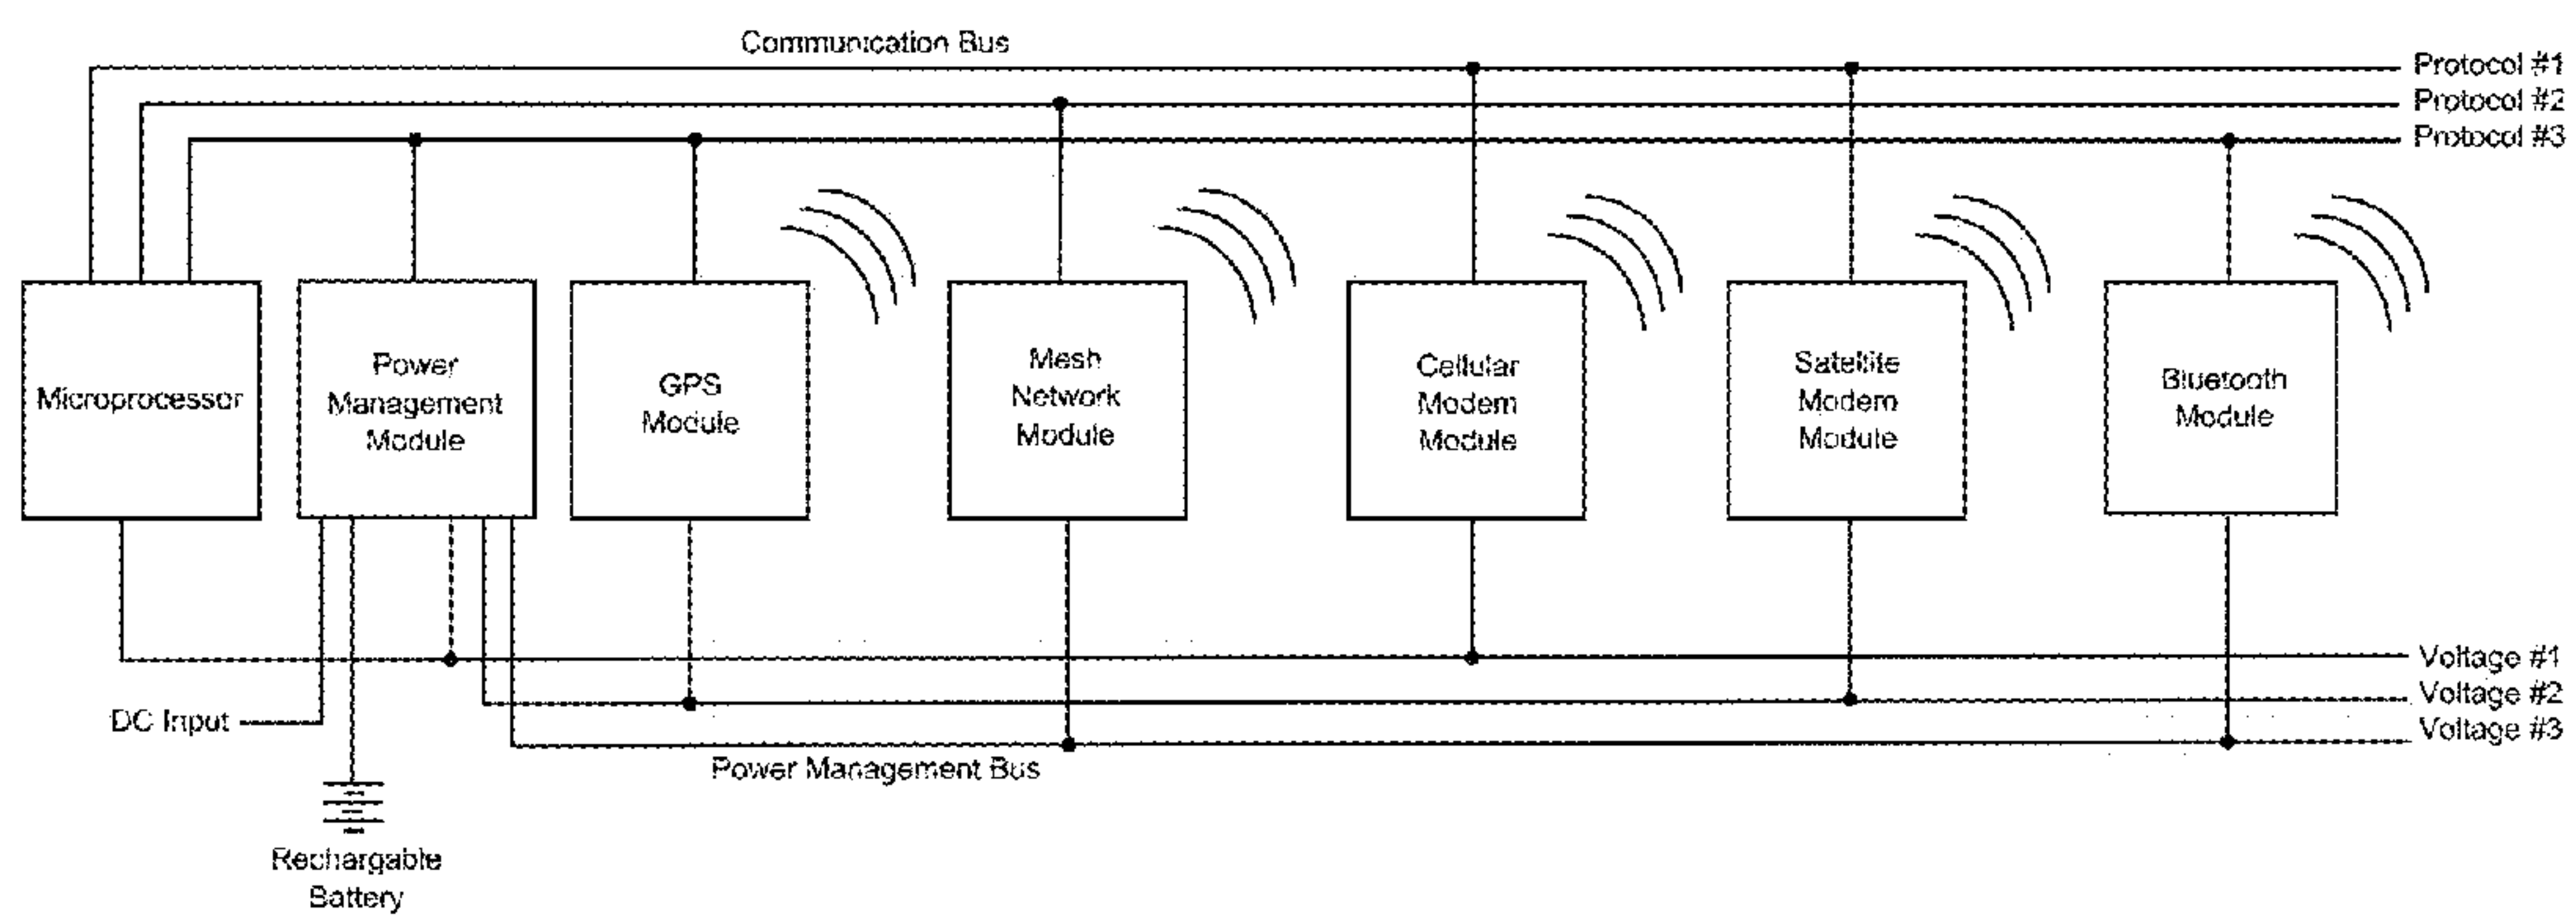 Communication Bus
Protocol #1
Protocol #2
Protocol #3
Microprocessor
Power
Management
Module
GPS
Module
Mesh
Network
Module
Cellular
Modem
Module
Satellite
Modem
Module
Bluetooth
Module
Voltage #1
Voltage #2
Voltage #3
DC Input
Power Management Bus
Rechargable
Battery